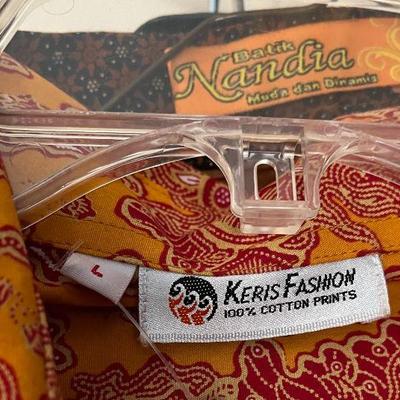 Batik
Nandia
Muda dan Dinamis
L
KERIS FASHION
100% COTTON PRINTS